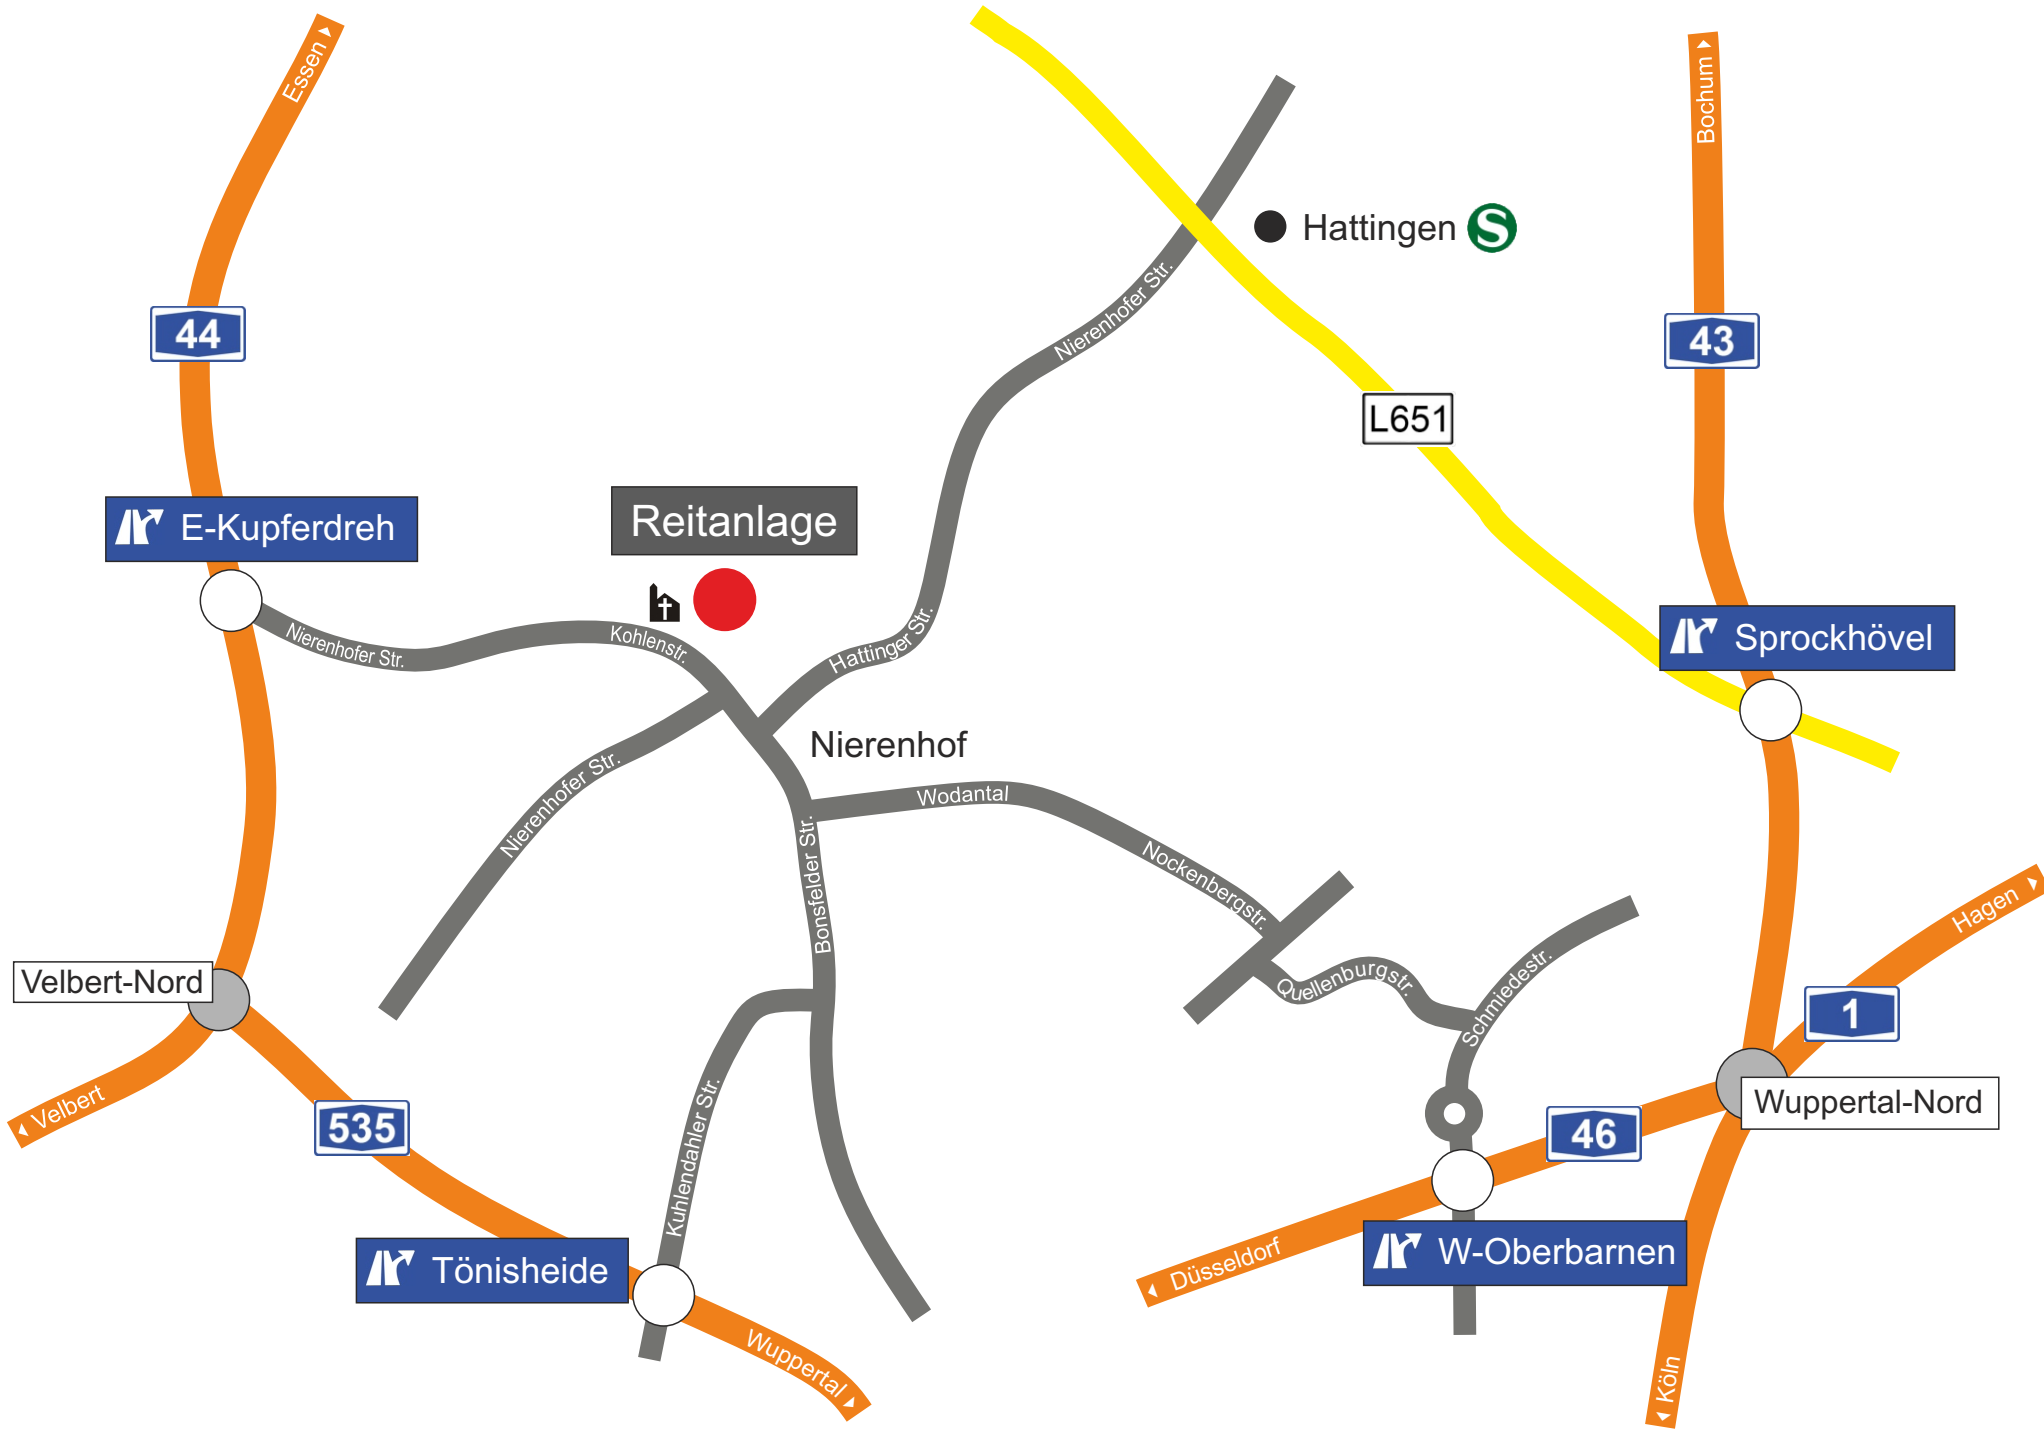 Essen
Bochum
Hattingen S
Nierenhofer Str.
44
43
L651
E-Kupferdreh
Reitanlage
Nierenhofer Str.
Kohlenstr.
Hattinger Str.
Sprockhövel
Nierenhof
Nierenhofer Str.
Wodantal
Bonsfelder Str.
Nockenbergstr.
Hagen
Velbert-Nord
Quellenburgstr.
Schmiedestr.
1
Velbert
535
Kuhlendahler Str.
46
Wuppertal-Nord
Tönisheide
Düsseldorf
W-Oberbarnen
Wuppertal
Köln